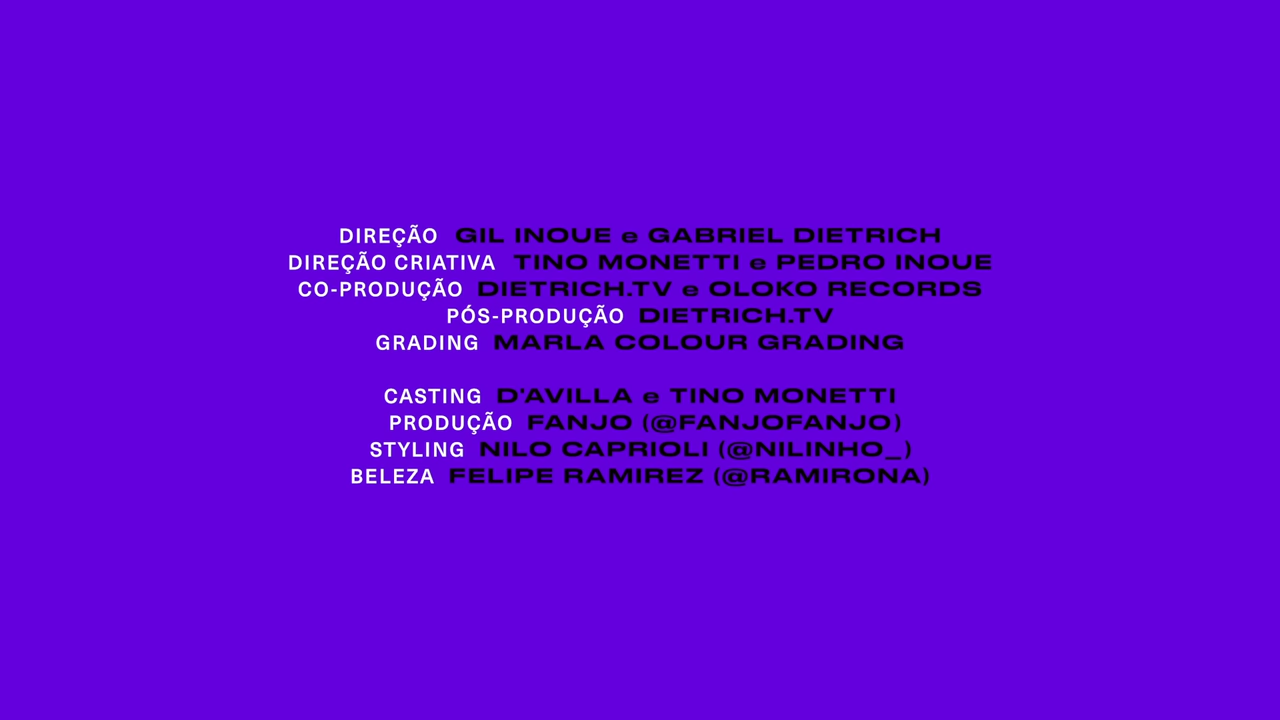 DIREÇÃO GIL INOUE e GABRIEL DIETRICH
DIREÇÃO CRIATIVA TINO MONETTI e PEDRO INOUE
CO-PRODUÇÃO DIETRICH.TV e OLOKO RECORDS
PÓS-PRODUÇÃO DIETRICH.TV
GRADING MARLA COLOUR GRADING
CASTING D'AVILLA e TINO MONETTI
PRODUÇÃO FANJO (@FANJOFANJO)
STYLING NILO CAPRIOLI (@NILINHO_)
BELEZA FELIPE RAMIREZ (@RAMIRONA)